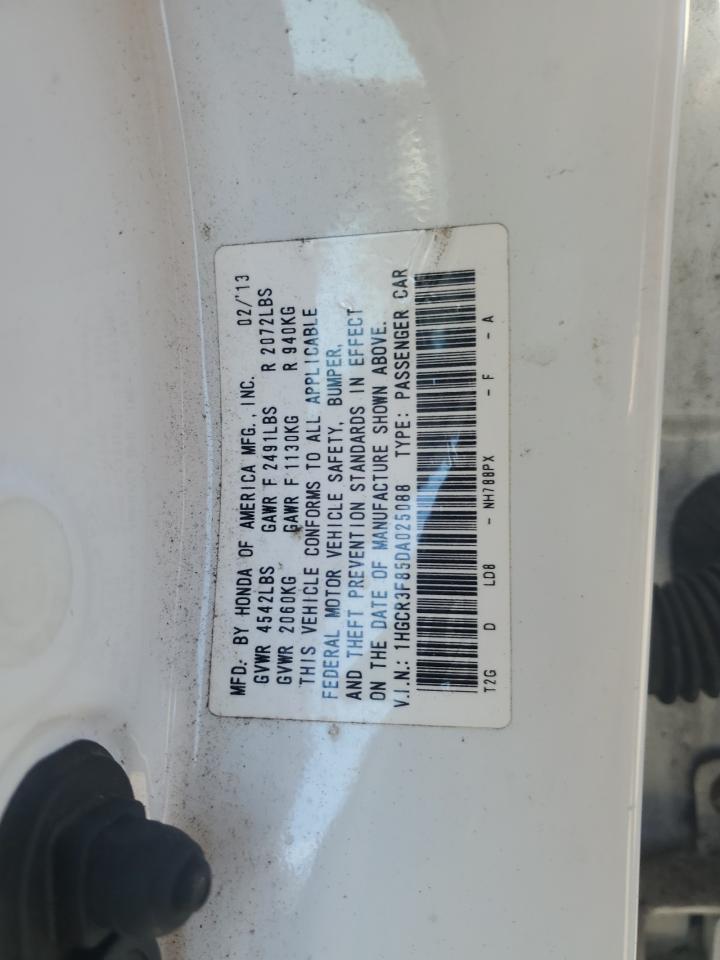 MFD. BY HONDA OF AMERICA MFG., INC. 02/'13
GVWR 4542LBS GAWR F 2491LBS R 2072LBS
GVWR 2060KG GAWR F 1130KG R 940KG
THIS VEHICLE CONFORMS TO ALL APPLICABLE
FEDERAL MOTOR VEHICLE SAFETY, BUMPER,
AND THEFT PREVENTION STANDARDS IN EFFECT
ON THE DATE OF MANUFACTURE SHOWN ABOVE.
V.I.N.: 1HGCR3F85DA025088 TYPE: PASSENGER CAR
T2G D LD8 - NH788PX - F - A